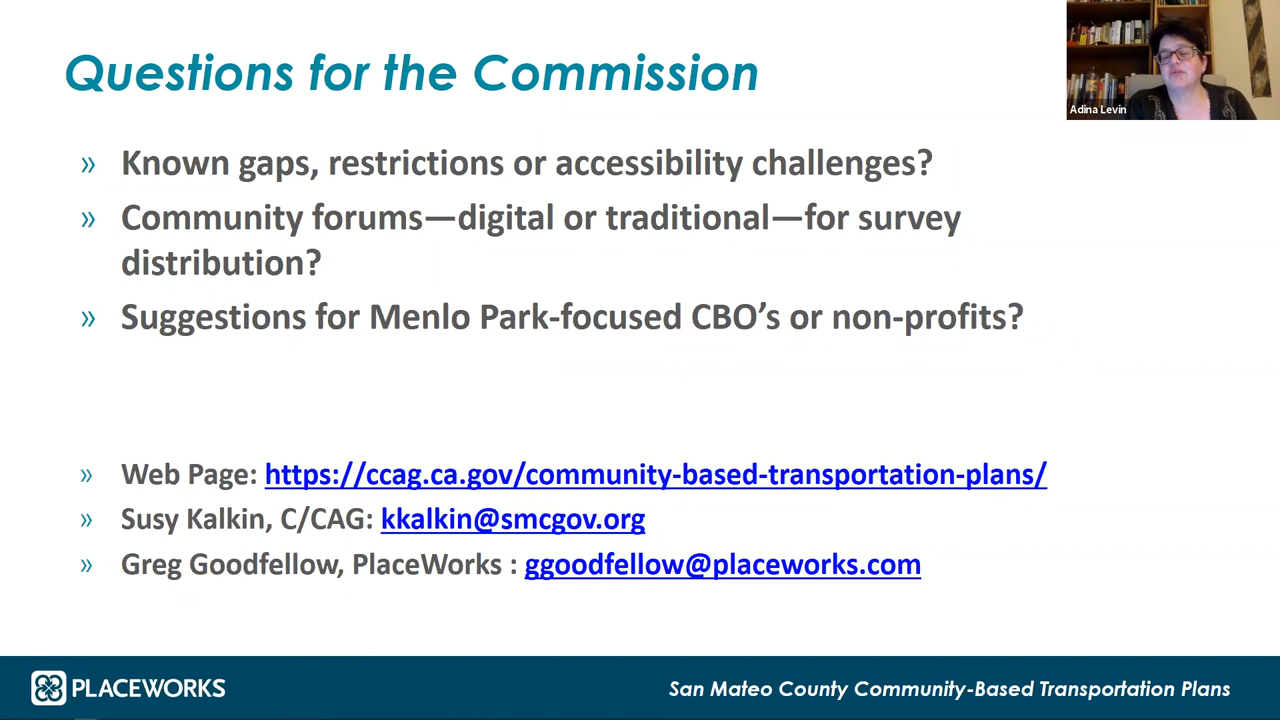 Questions for the Commission
Adina Levin
» Known gaps, restrictions or accessibility challenges?
» Community forums—digital or traditional—for survey
distribution?
» Suggestions for Menlo Park-focused CBO’s or non-profits?
» Web Page: https://ccag.ca.gov/community-based-transportation-plans/
» Susy Kalkin, C/CAG: kkalkin@smcgov.org
» Greg Goodfellow, PlaceWorks : ggoodfellow@placeworks.com
PLACEWORKS
San Mateo County Community-Based Transportation Plans